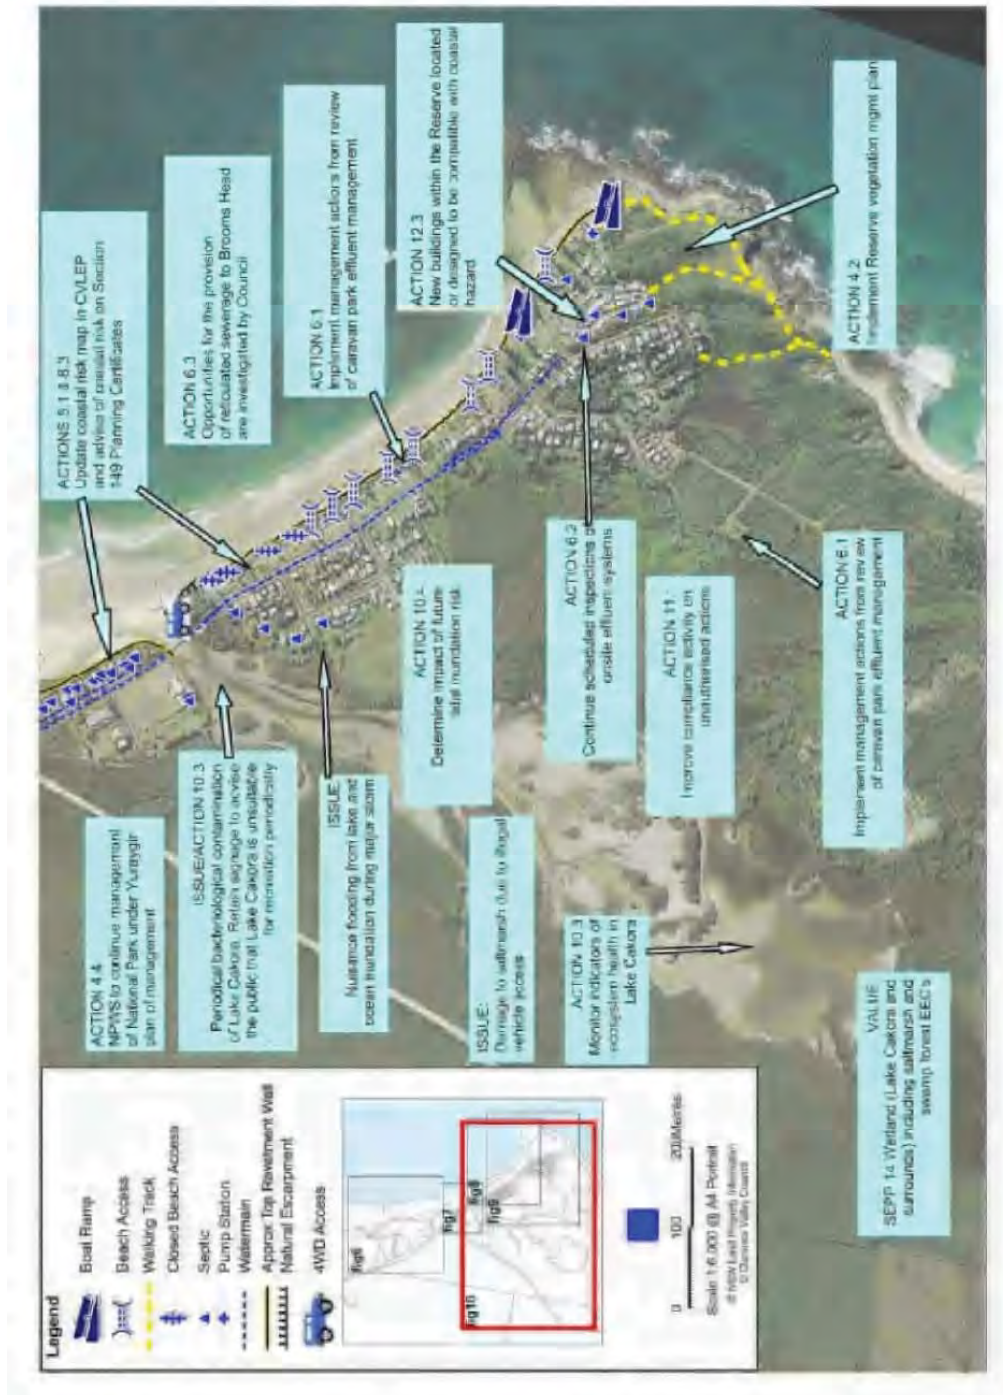 ACTIONS 5.1 & 8.3
Update coastal risk map in CVLEP
and advise of coastal risk on Section
149 Planning Certificates
ACTION 6.3
Opportunities for the provision
of reticulated sewerage to Brooms Head
are investigated by Council
ACTION 6.1
Implement management actions from review
of caravan park effluent management
ACTION 12.3
New buildings within the Reserve located
or designed to be compatible with coastal
hazard
ACTION 4.2
Implement Reserve vegetation mgmt plan
ACTION 4.4
NPWS to continue management
of National Park under Yuraygir
plan of management
ISSUE/ACTION 10.3
Periodical bacteriological contamination
of Lake Cakora. Retain signage to advise
the public that Lake Cakora is unsuitable
for recreation periodically
ISSUE:
Nuisance flooding from lake and
ocean inundation during major storm
ACTION 10.
Determine impact of future
tidal inundation risk
ACTION 6.2
Continue scheduled inspections of
onsite effluent systems
ACTION 11.
Improve compliance activity on
unauthorised actions
ACTION 6.1
Implement management actions from review
of caravan park effluent management
ISSUE:
Damage to saltmarsh due to illegal
vehicle access
ACTION 10.3
Monitor indicators of
ecosystem health in
Lake Cakora
VALUE
SEPP 14 Wetland (Lake Cakora and
surrounds) including saltmarsh and
swamp forest EEC's
Legend
Boat Ramp
Beach Access
Walking Track
Closed Beach Access
Septic
Pump Station
Watermain
Approx Top Revetment Wall
Natural Escarpment
4WD Access
fig6
fig7
fig8
fig9
fig10
0 100 200Metres
Scale 1:6,000 @ A4 Portrait
© NSW Land Property Information
© Clarence Valley Council